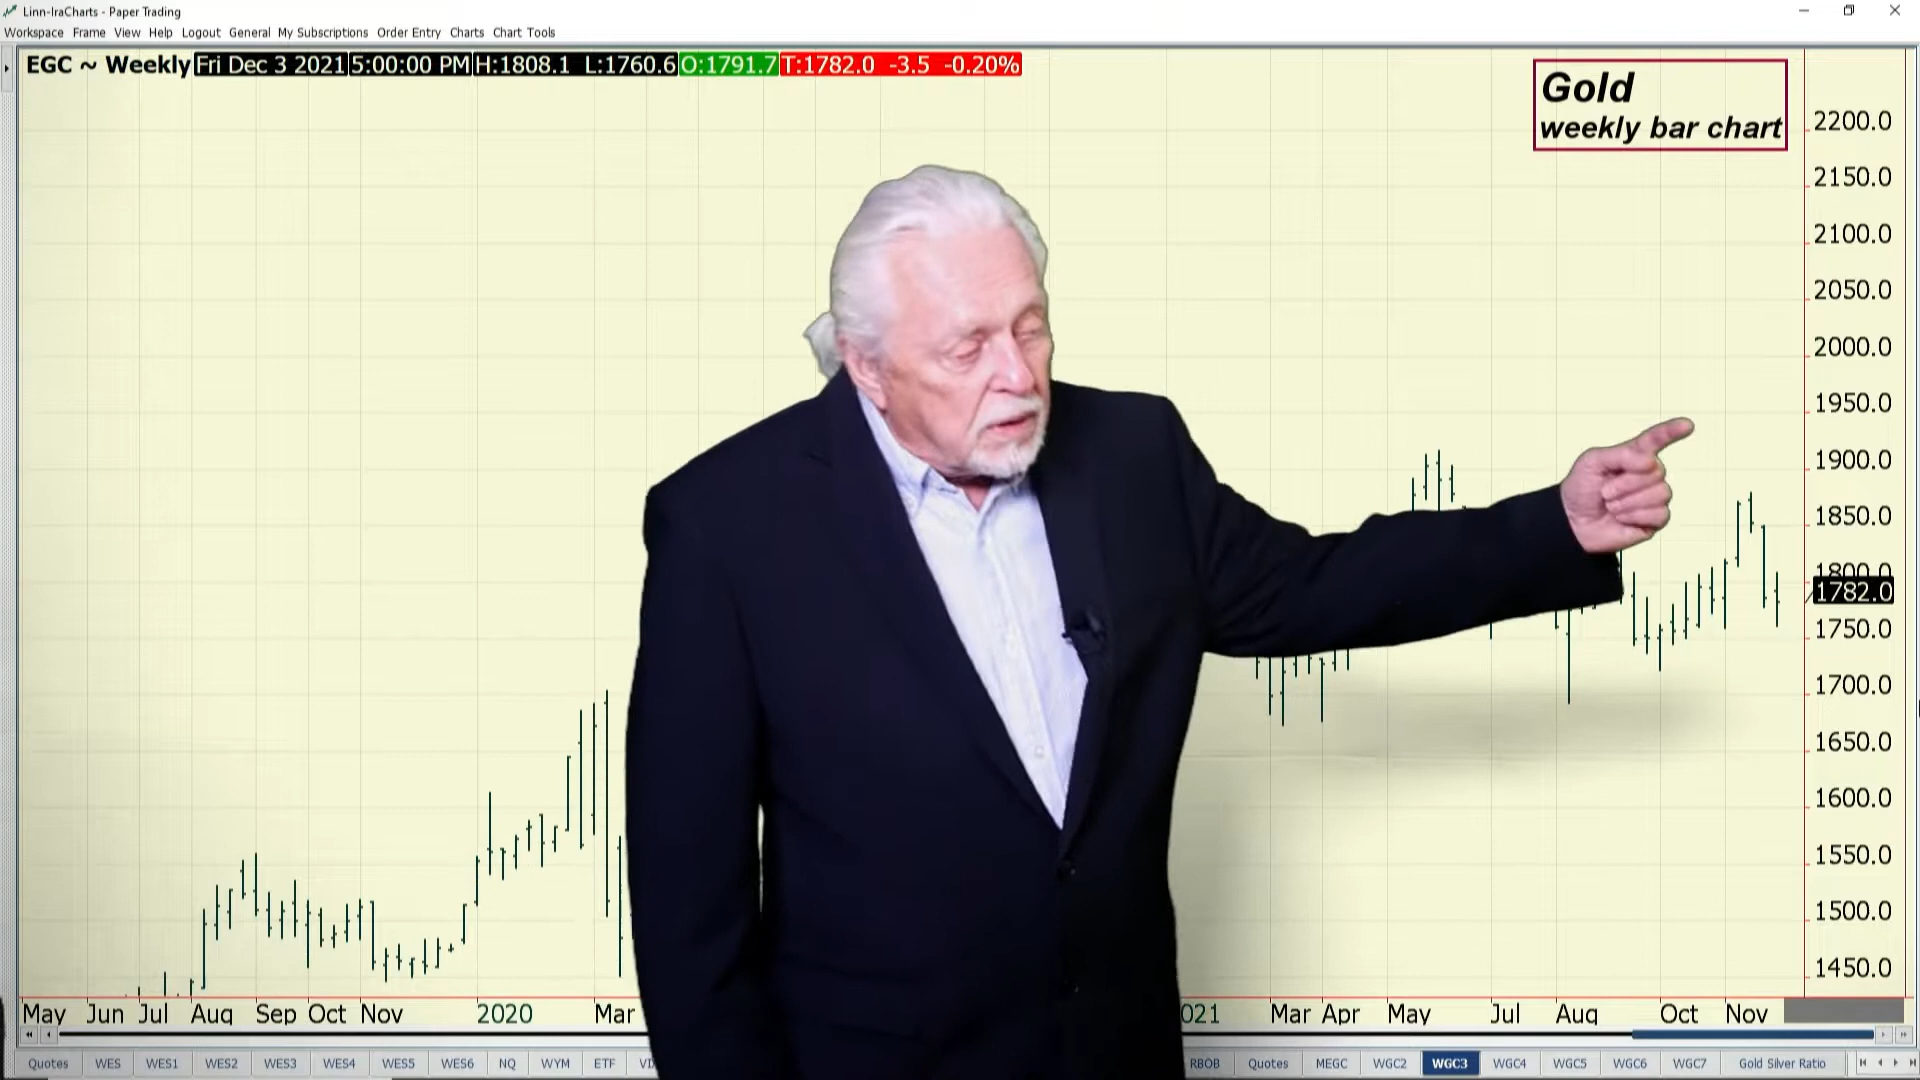 Linn-IraCharts - Paper Trading
Workspace Frame View Help Logout General My Subscriptions Order Entry Charts Chart Tools
EGC ~ Weekly Fri Dec 3 2021 5:00:00 PM H:1808.1 L:1760.6 O:1791.7 T:1782.0 -3.5 -0.20%
Gold
weekly bar chart
2200.0
2150.0
2100.0
2050.0
2000.0
1950.0
1900.0
1850.0
1800.0
1782.0
1750.0
1700.0
1650.0
1600.0
1550.0
1500.0
1450.0
May Jun Jul Aug Sep Oct Nov 2020 Mar 021 Mar Apr May Jul Aug Oct Nov
Quotes WES WES1 WES2 WES3 WES4 WES5 WES6 NQ WYM ETF RBOB Quotes MEGC WGC2 WGC3 WGC4 WGC5 WGC6 WGC7 Gold Silver Ratio